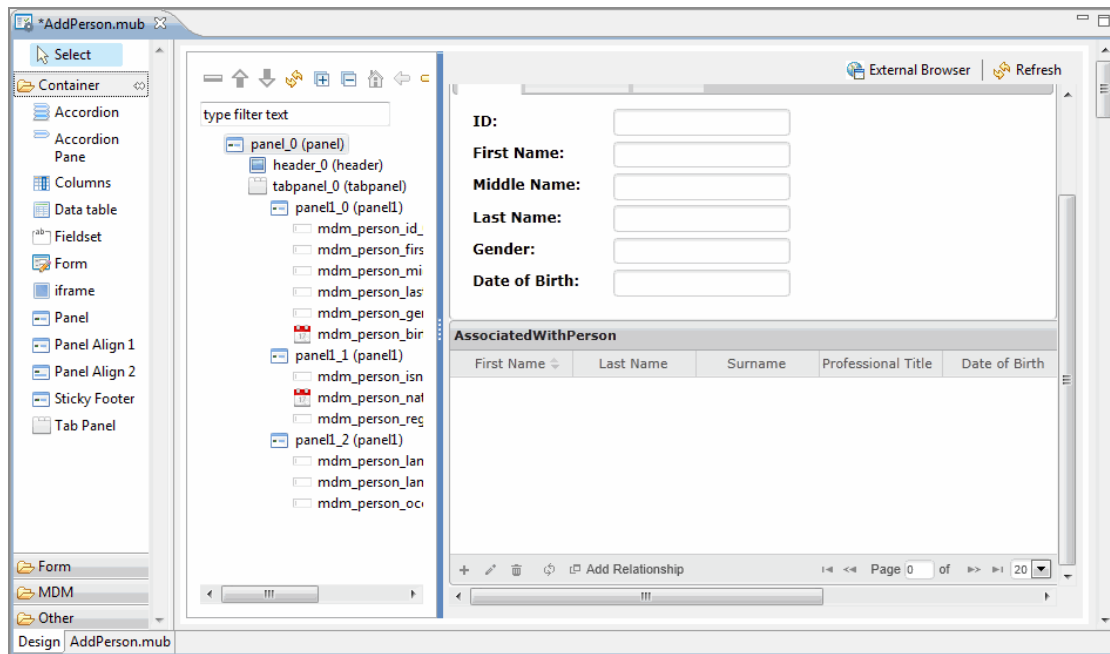 *AddPerson.mub
Select
Container
Accordion
Accordion
Pane
Columns
Data table
Fieldset
Form
iframe
Panel
Panel Align 1
Panel Align 2
Sticky Footer
Tab Panel
Form
MDM
Other
type filter text
panel_0 (panel)
header_0 (header)
tabpanel_0 (tabpanel)
panel1_0 (panel1)
mdm_person_id_
mdm_person_firs
mdm_person_mi
mdm_person_las
mdm_person_ger
mdm_person_bir
panel1_1 (panel1)
mdm_person_isn
mdm_person_nat
mdm_person_reg
panel1_2 (panel1)
mdm_person_lan
mdm_person_lan
mdm_person_oc
External Browser Refresh
ID:
First Name:
Middle Name:
Last Name:
Gender:
Date of Birth:
AssociatedWithPerson
First Name Last Name Surname Professional Title Date of Birth
Add Relationship Page 0 of 20
Design AddPerson.mub